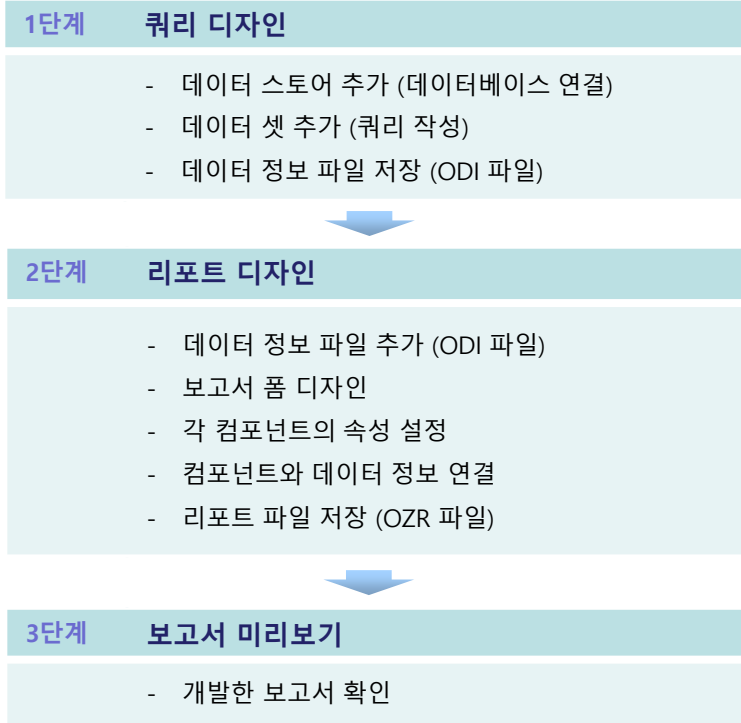 1단계 쿼리 디자인
- 데이터 스토어 추가 (데이터베이스 연결)
- 데이터 셋 추가 (쿼리 작성)
- 데이터 정보 파일 저장 (ODI 파일)
2단계 리포트 디자인
- 데이터 정보 파일 추가 (ODI 파일)
- 보고서 폼 디자인
- 각 컴포넌트의 속성 설정
- 컴포넌트와 데이터 정보 연결
- 리포트 파일 저장 (OZR 파일)
3단계 보고서 미리보기
- 개발한 보고서 확인